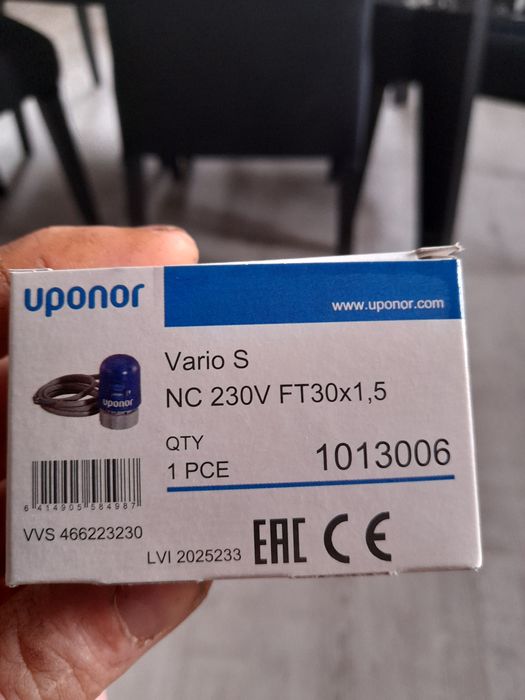 uponor
www.uponor.com
Vario S
NC 230V FT30x1,5
uponor
QTY
1 PCE
1013006
6 414905 584987
VVS 466223230
LVI 2025233
EAC CE